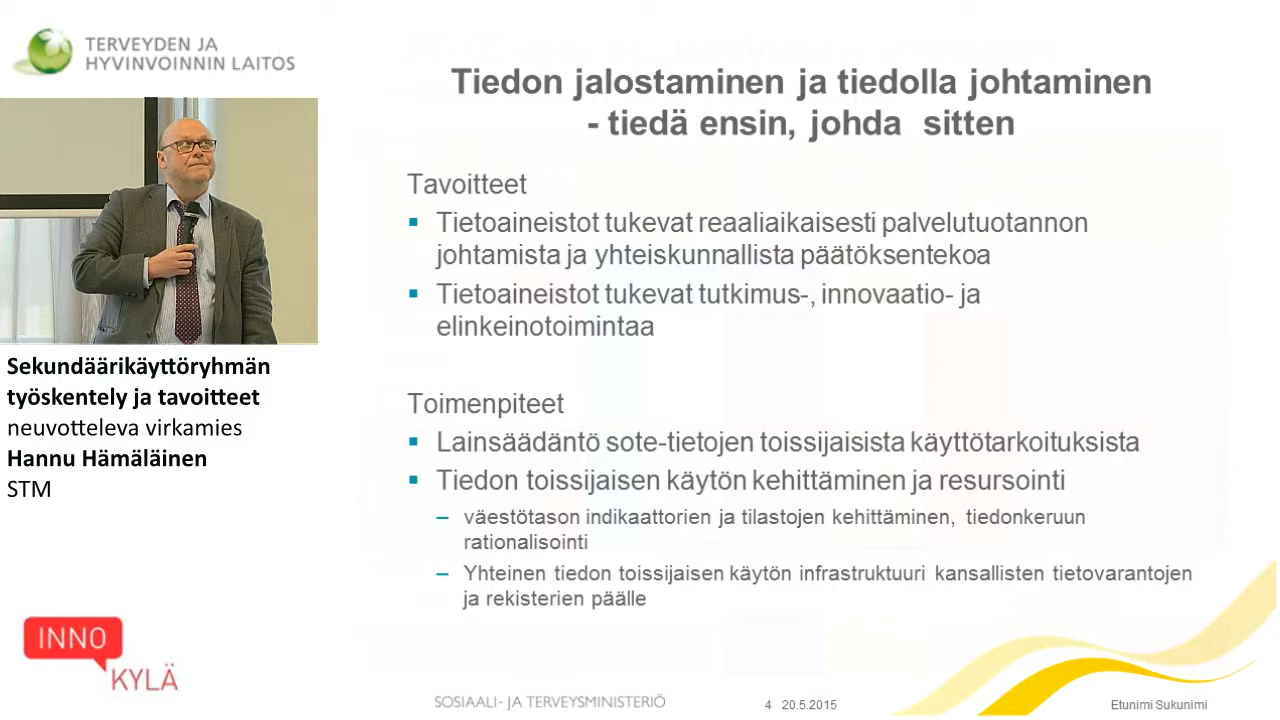 TERVEYDEN JA
HYVINVOINNIN LAITOS
Tiedon jalostaminen ja tiedolla johtaminen
- tiedä ensin, johda sitten
Tavoitteet
Tietoaineistot tukevat reaaliaikaisesti palvelutuotannon
johtamista ja yhteiskunnallista päätöksentekoa
Tietoaineistot tukevat tutkimus-, innovaatio- ja
elinkeinotoimintaa
Toimenpiteet
Lainsäädäntö sote-tietojen toissijaisista käyttötarkoituksista
Tiedon toissijaisen käytön kehittäminen ja resursointi
– väestötason indikaattorien ja tilastojen kehittäminen, tiedonkeruun
rationalisointi
– Yhteinen tiedon toissijaisen käytön infrastruktuuri kansallisten tietovarantojen
ja rekisterien päälle
Sekundäärikäyttöryhmän
työskentely ja tavoitteet
neuvotteleva virkamies
Hannu Hämäläinen
STM
INNO
KYLÄ
SOSIAALI- JA TERVEYSMINISTERIÖ
4 20.5.2015
Etunimi Sukunimi